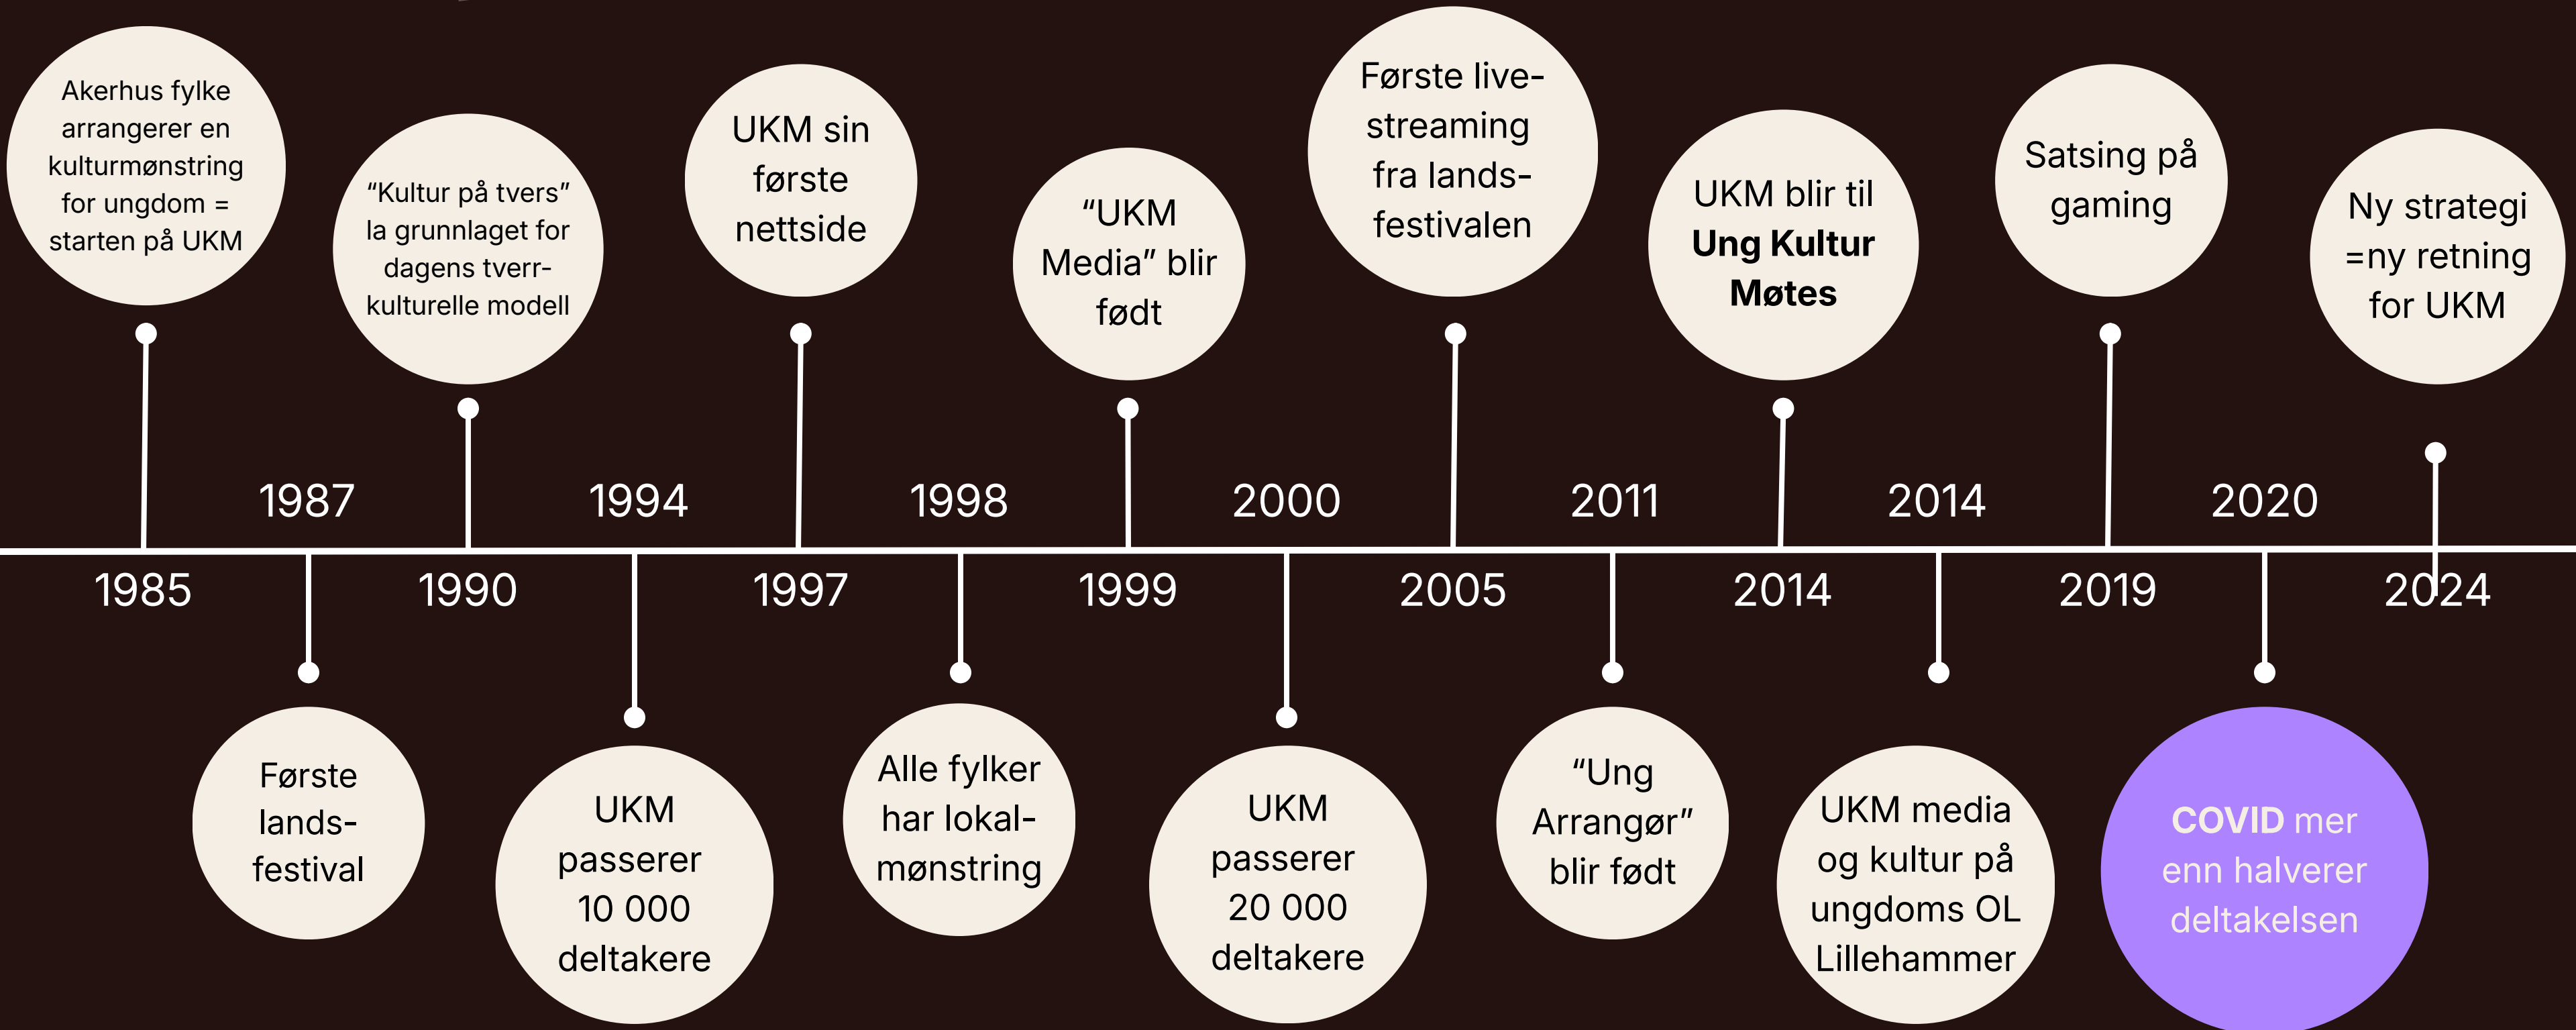 Akerhus fylke
arrangerer en
kulturmønstring
for ungdom =
starten på UKM
“Kultur på tvers”
la grunnlaget for
dagens tverr-
kulturelle modell
UKM sin
første
nettside
“UKM
Media” blir
født
Første live-
streaming
fra lands-
festivalen
UKM blir til
Ung Kultur
Møtes
Satsing på
gaming
Ny strategi
=ny retning
for UKM
1987
1994
1998
2000
2011
2014
2020
1985
1990
1997
1999
2005
2014
2019
2024
Første
lands-
festival
UKM
passerer
10 000
deltakere
Alle fylker
har lokal-
mønstring
UKM
passerer
20 000
deltakere
“Ung
Arrangør”
blir født
UKM media
og kultur på
ungdoms OL
Lillehammer
COVID mer
enn halverer
deltakelsen